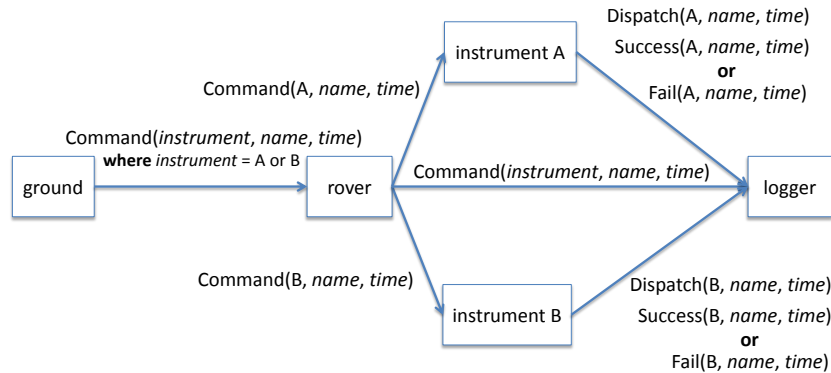 Dispatch(A, name, time)
instrument A
Success(A, name, time)
or
Fail(A, name, time)
Command(A, name, time)
Command(instrument, name, time)
where instrument = A or B
Command(instrument, name, time)
ground
rover
logger
Command(B, name, time)
Dispatch(B, name, time)
instrument B
Success(B, name, time)
or
Fail(B, name, time)